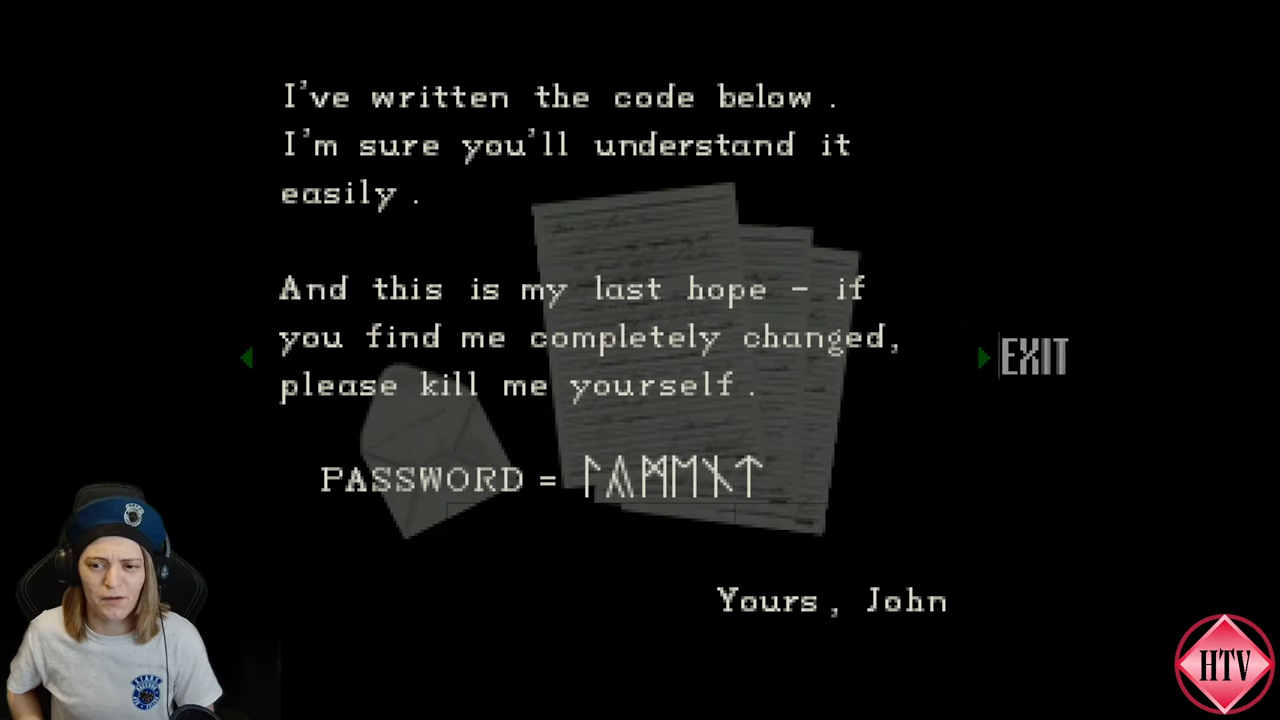 I've written the code below .
I'm sure you'll understand it
easily .
And this is my last hope - if
you find me completely changed,
please kill me yourself .
EXIT
PASSWORD = ᛚᚣᛗᛖᚾᛏ
Yours , John
HTV